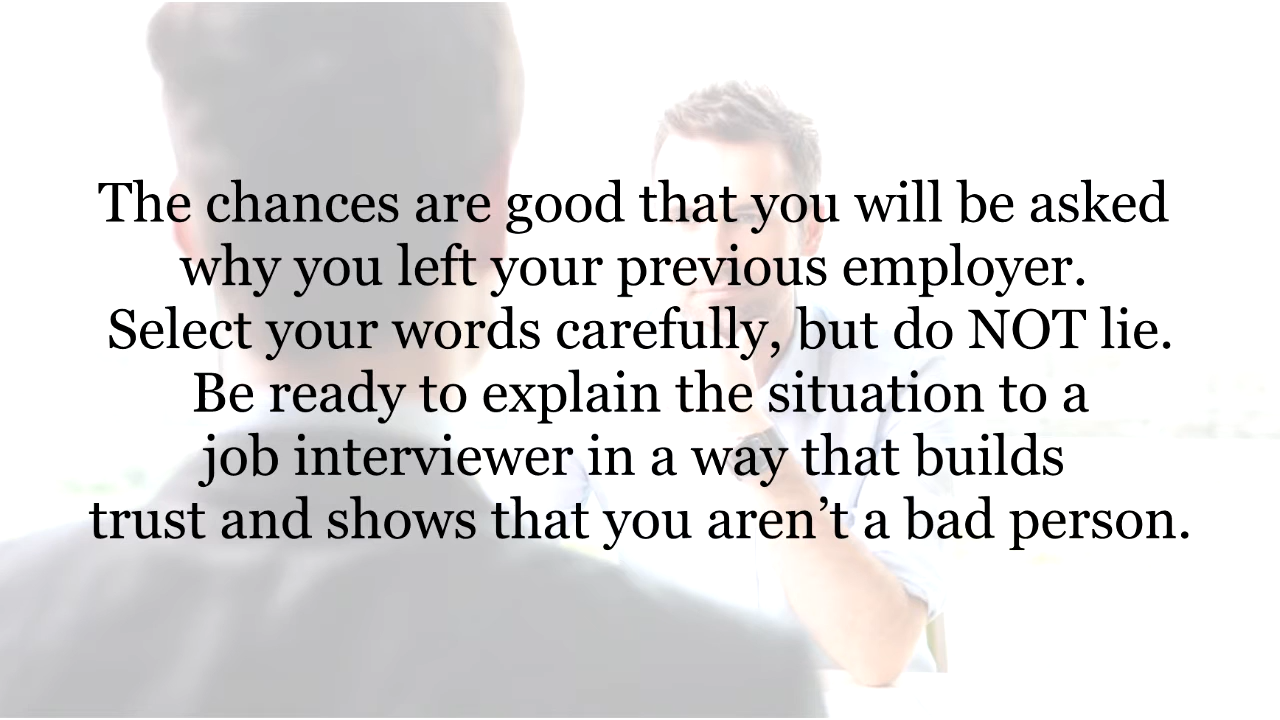 The chances are good that you will be asked
why you left your previous employer.
Select your words carefully, but do NOT lie.
Be ready to explain the situation to a
job interviewer in a way that builds
trust and shows that you aren’t a bad person.